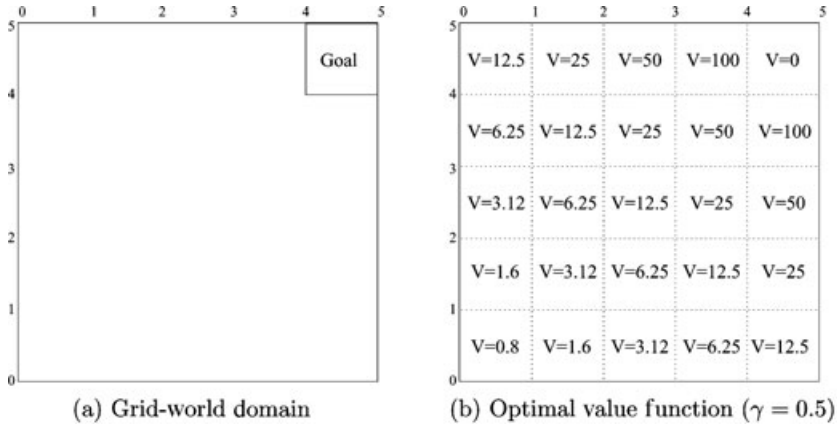 0 1 2 3 4 5
5
Goal
4
3
2
1
0
(a) Grid-world domain
0 1 2 3 4 5
5
V=12.5 V=25 V=50 V=100 V=0
4
V=6.25 V=12.5 V=25 V=50 V=100
3
V=3.12 V=6.25 V=12.5 V=25 V=50
2
V=1.6 V=3.12 V=6.25 V=12.5 V=25
1
V=0.8 V=1.6 V=3.12 V=6.25 V=12.5
0
(b) Optimal value function (γ = 0.5)